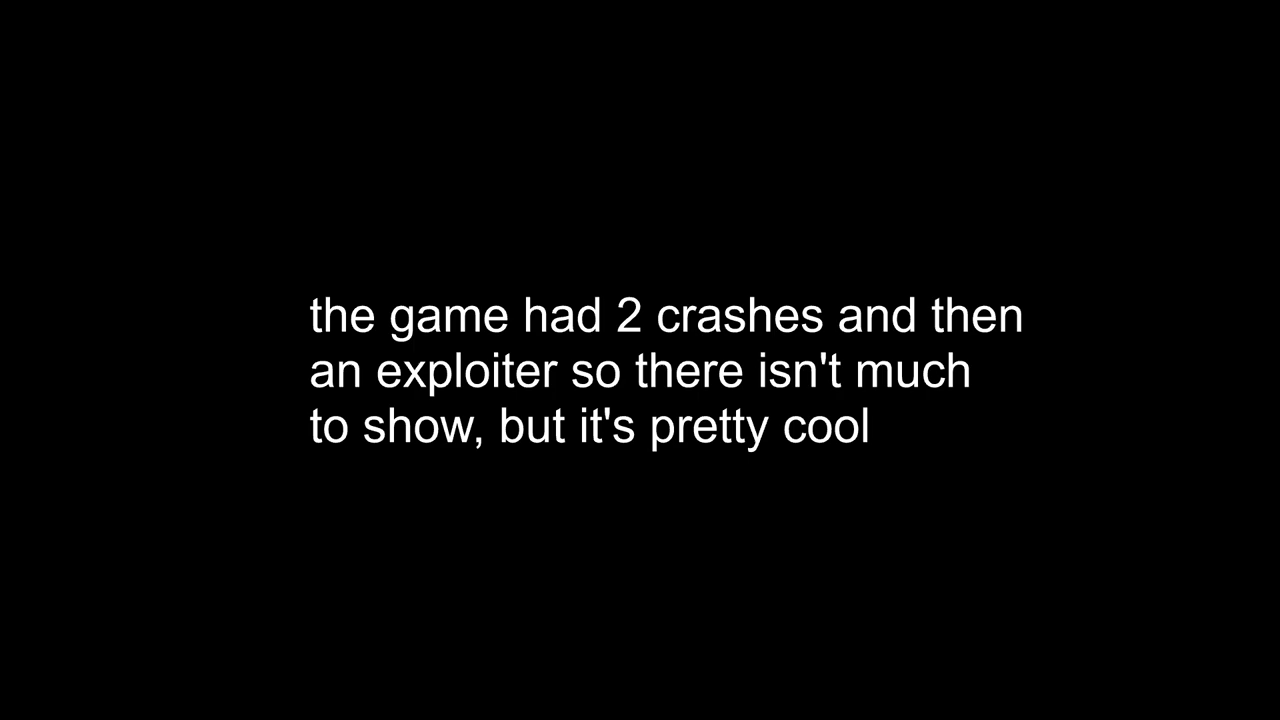 the game had 2 crashes and then
an exploiter so there isn't much
to show, but it's pretty cool